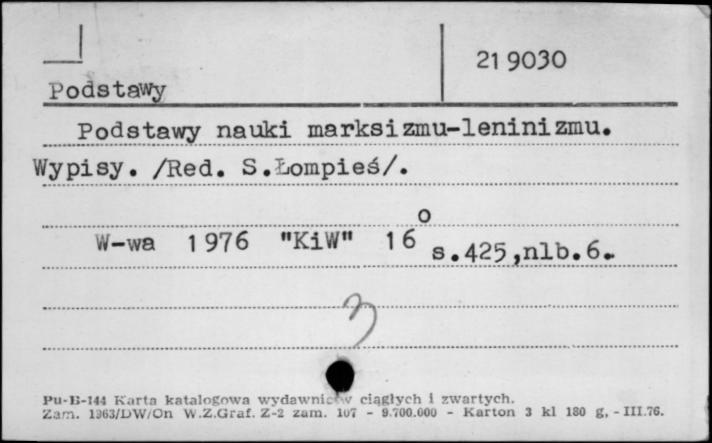 21 9030
Podstawy
Podstawy nauki marksizmu-leninizmu.
Wypisy. /Red. S.Łompieś/.
W-wa 1976 "KiW" 16° s.425,nlb.6.
3
Pu-B-144 Karta katalogowa wydawnictw ciągłych i zwartych.
Zam. 1363/DW/On W.Z.Graf. Z-2 zam. 107 - 9.700.000 - Karton 3 kl 180 g, - III.76.